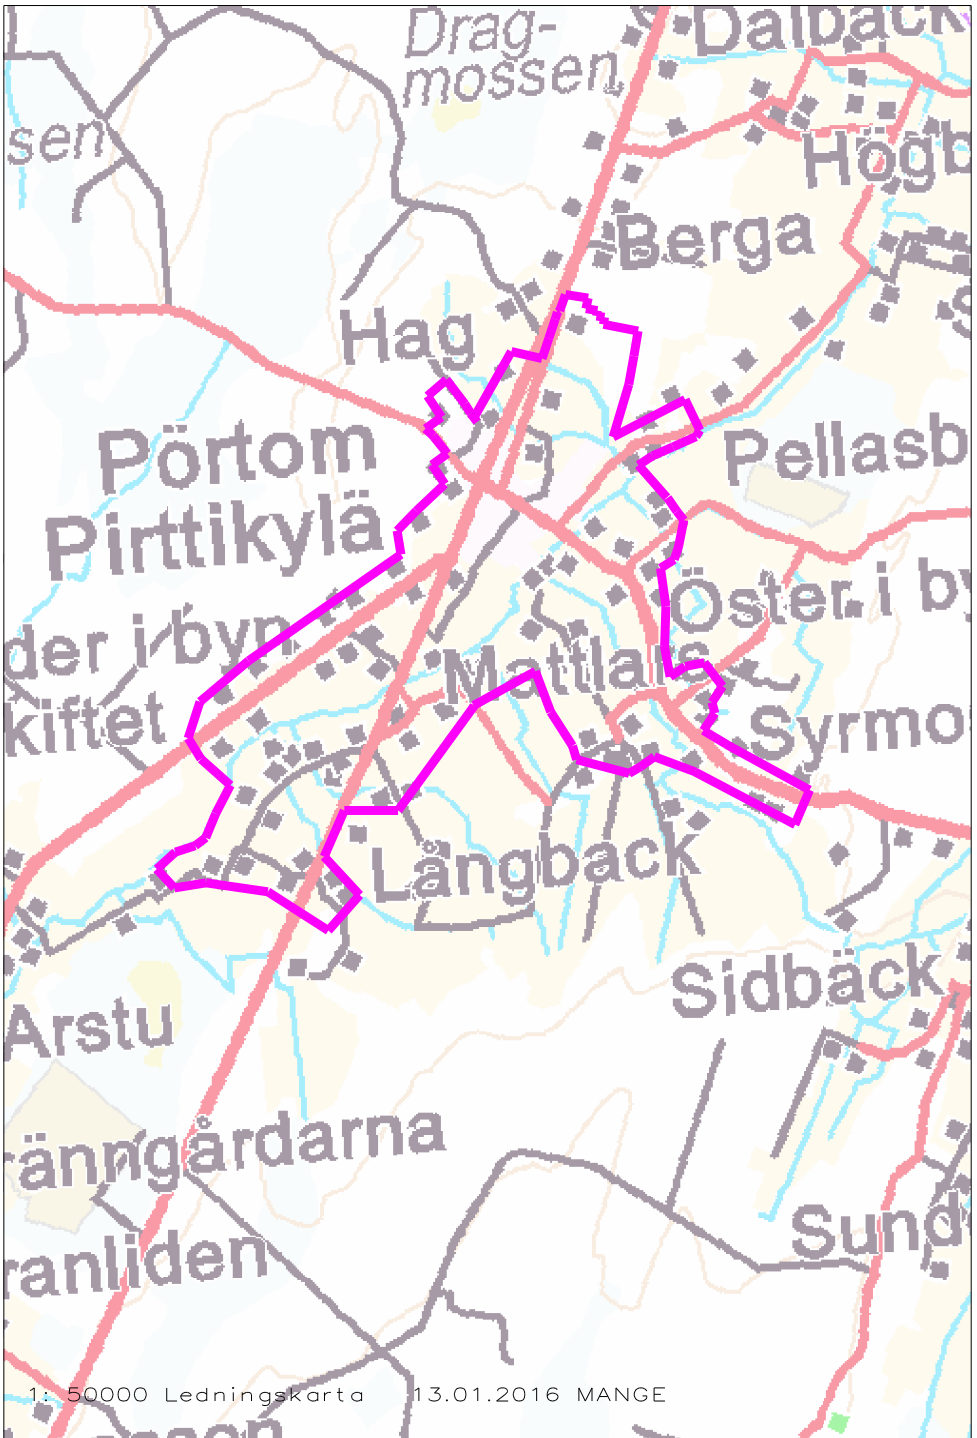 Drag-
mossen
Dalbäck
sen
Högb
Berga
Hag
Pörtom
Pirttikylä
Pellasb
Öster i by
der i byn
Mattlars
kiftet
Syrmo
Långback
Sidbäck
Arstu
änngårdarna
Sund
ranliden
1: 50000 Ledningskarta 13.01.2016 MANGE